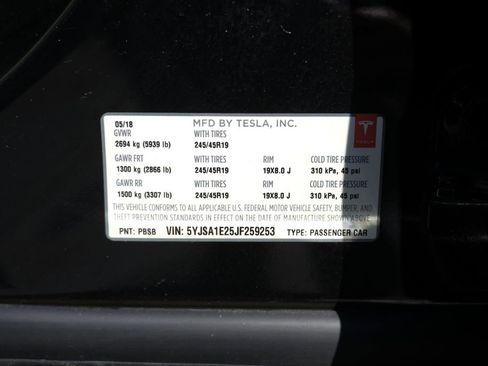 05/18 MFD BY TESLA, INC.
GVWR WITH TIRES
2694 kg (5939 lb) 245/45R19
GAWR FRT WITH TIRES RIM COLD TIRE PRESSURE
1300 kg (2866 lb) 245/45R19 19X8.0 J 310 kPa, 45 psi
GAWR RR WITH TIRES RIM COLD TIRE PRESSURE
1500 kg (3307 lb) 245/45R19 19X8.0 J 310 kPa, 45 psi
THIS VEHICLE CONFORMS TO ALL APPLICABLE U.S. FEDERAL MOTOR VEHICLE SAFETY, BUMPER, AND
THEFT PREVENTION STANDARDS IN EFFECT ON THE DATE OF MANUFACTURE SHOWN ABOVE.
PNT: PBSB VIN: 5YJSA1E25JF259253 TYPE: PASSENGER CAR
TESLA